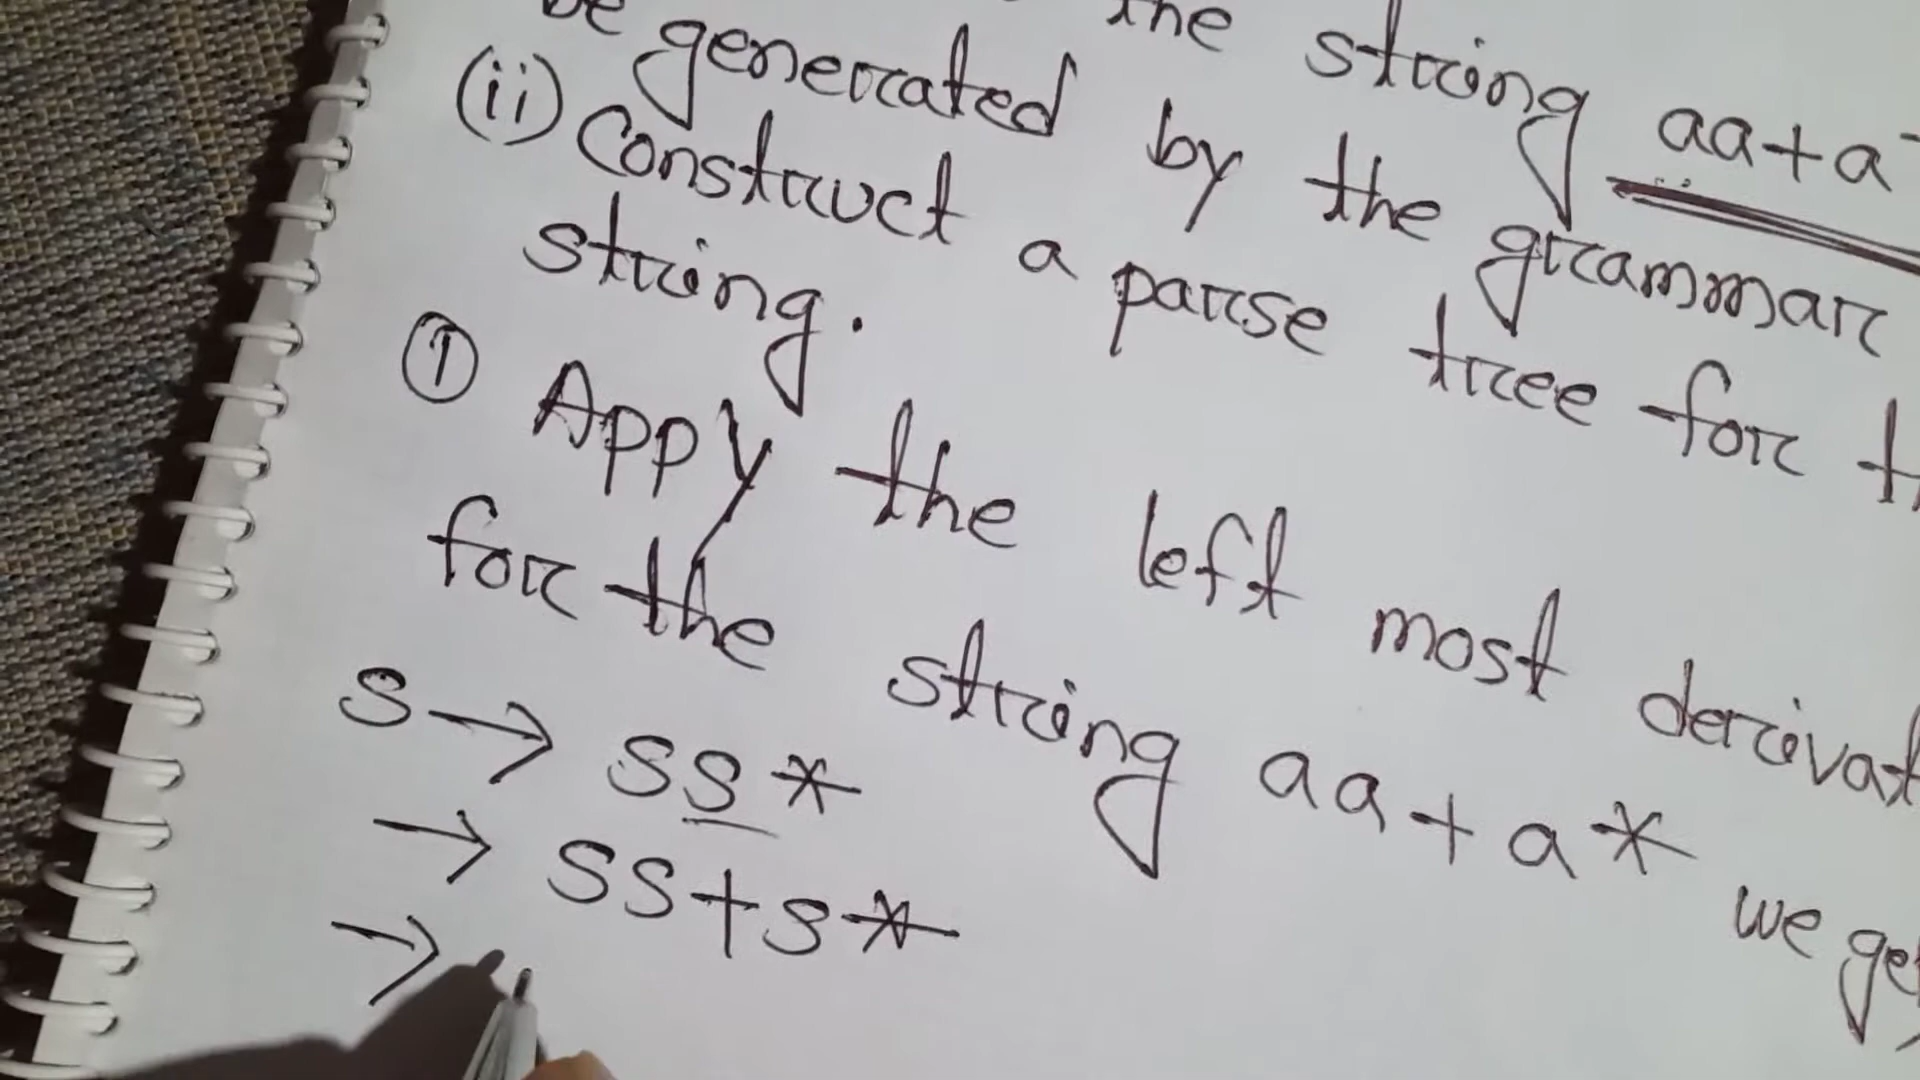 the string aa+a
be generated by the grammar
(ii) Construct a parse tree for
string.
① Appy the left most derivat
for the string aa+a* we ge
S → SS*
→ SS+S*
→